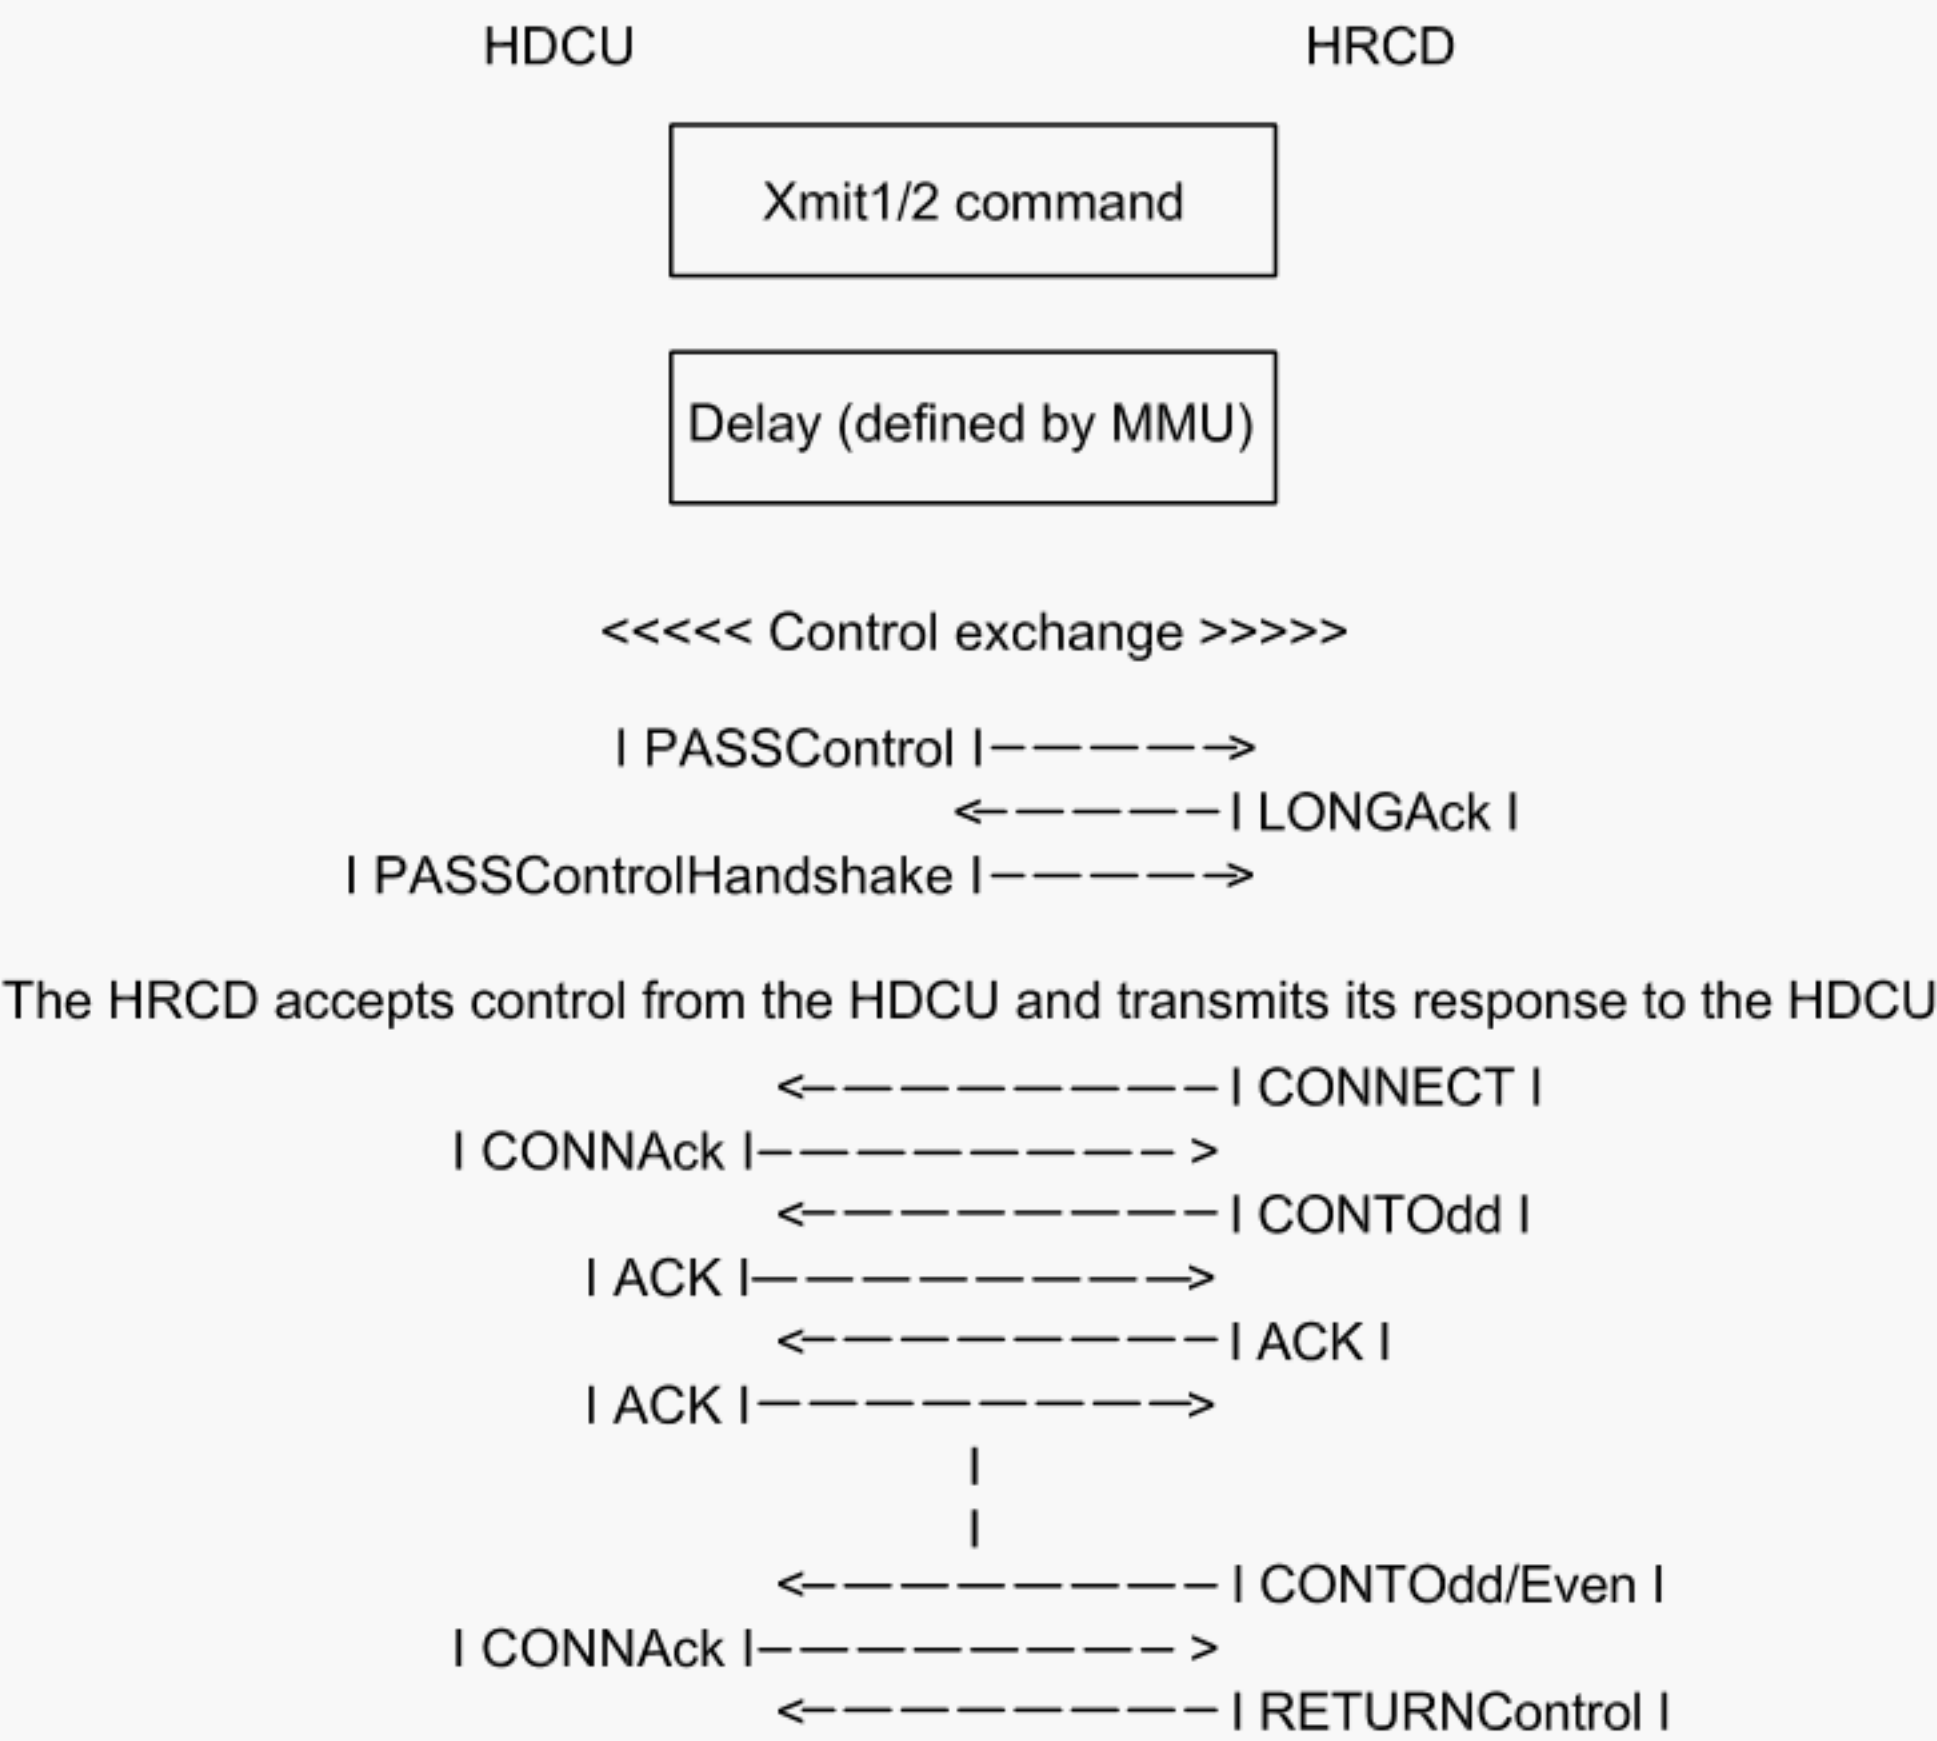 HDCU HRCD
Xmit1/2 command
Delay (defined by MMU)
<<<<< Control exchange >>>>>
| PASSControl |—————>
<—————| LONGAck |
| PASSControlHandshake |—————>
The HRCD accepts control from the HDCU and transmits its response to the HDCU
<————————| CONNECT |
| CONNAck |————————>
<————————| CONTOdd |
| ACK |————————>
<————————| ACK |
| ACK |————————>
|
|
<————————| CONTOdd/Even |
| CONNAck |————————>
<————————| RETURNControl |